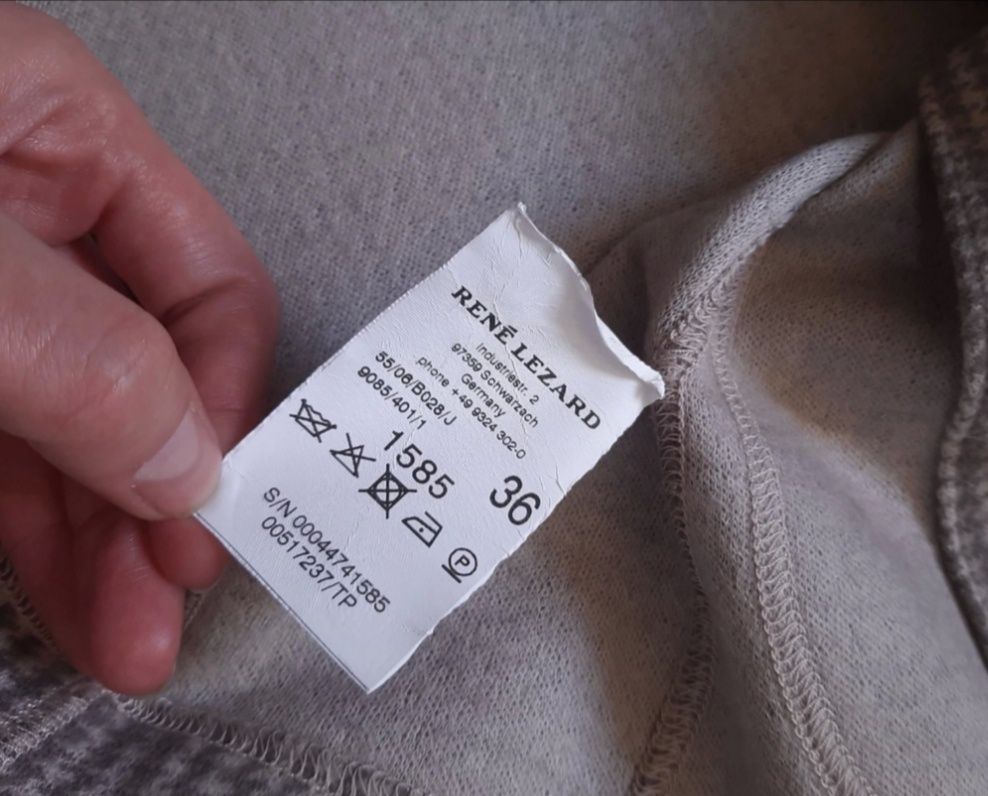 RENÉ LEZARD
Industriestr. 2
97359 Schwarzach
Germany
phone +49 9324 302-0
55/06/B028/J
9085/401/1
1585 36
P
S/N 00044741585
00517237/TP